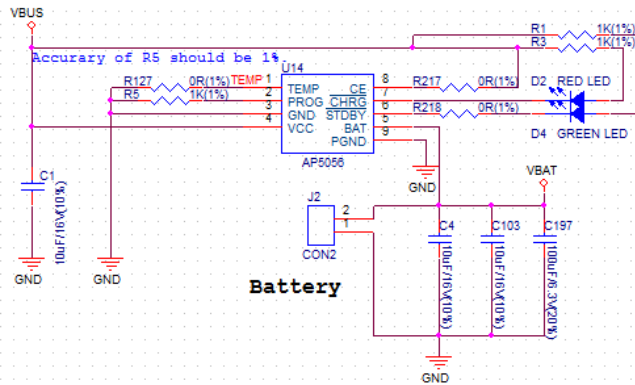 VBUS
R1 1K(1%)
R3 1K(1%)
Accurary of R5 should be 1%.
U14
R127 0R(1%) TEMP 1 TEMP CE 8 R217 0R(1%) D2 RED LED
R5 1K(1%) 2 PROG CHRG 7
3 GND STDBY 6 R218 0R(1%)
4 VCC BAT 5
PGND 9 D4 GREEN LED
AP5056
C1
10uF/16V(10%)
GND
GND
GND
VBAT
J2
2
1
CON2
C4
10uF/16V(10%)
C103
10uF/16V(10%)
C197
100uF/6.3V(20%)
Battery
GND